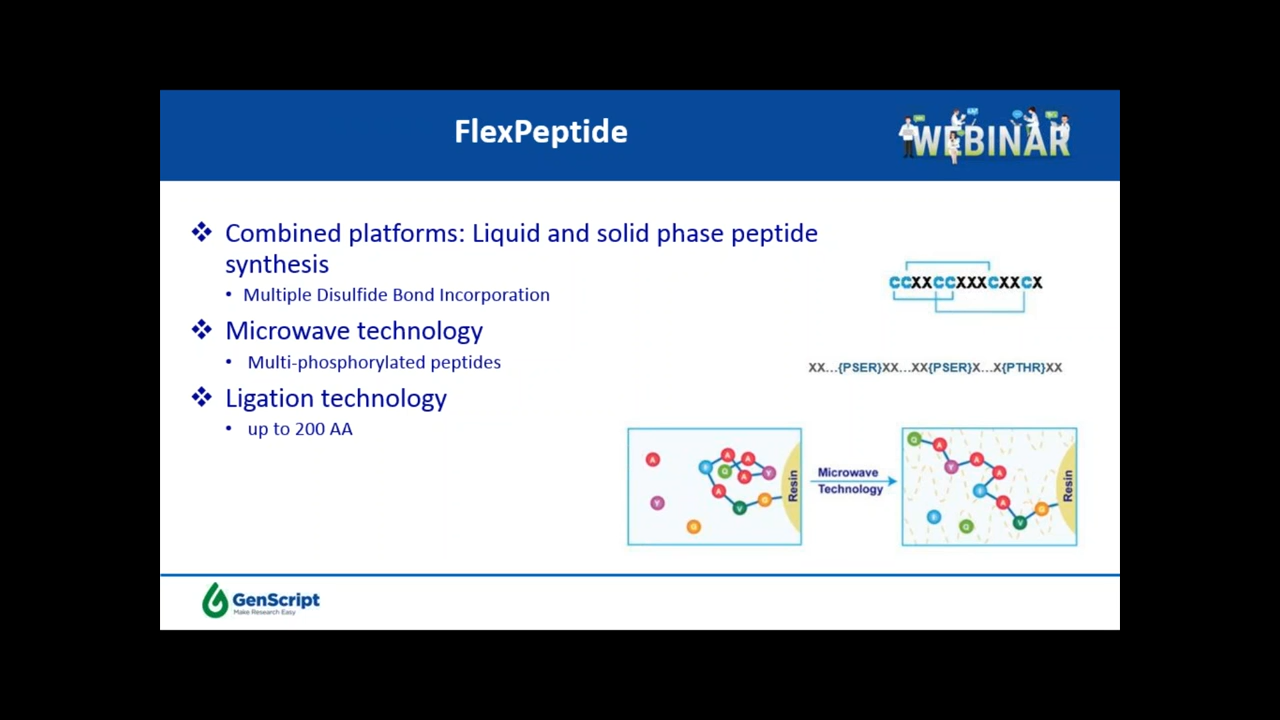 FlexPeptide
WEBINAR
❖ Combined platforms: Liquid and solid phase peptide
synthesis
• Multiple Disulfide Bond Incorporation
❖ Microwave technology
• Multi-phosphorylated peptides
❖ Ligation technology
• up to 200 AA
CCXXCCXXXCXXCX
XX...{PSER}XX...XX{PSER}X...X{PTHR}XX
A
Y
G
E
A
A
Q
A
Y
A
V
G
Resin
Microwave
Technology
Q
A
Y
A
A
E
A
V
G
E
Q
Resin
GenScript
Make Research Easy